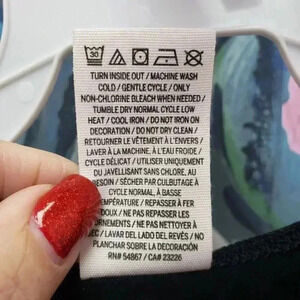 30
TURN INSIDE OUT / MACHINE WASH
COLD / GENTLE CYCLE / ONLY
NON-CHLORINE BLEACH WHEN NEEDED /
TUMBLE DRY NORMAL CYCLE LOW
HEAT / COOL IRON / DO NOT IRON ON
DECORATION / DO NOT DRY CLEAN /
RETOURNER LE VÊTEMENT À L'ENVERS /
LAVER À LA MACHINE, À L'EAU FROIDE /
CYCLE DÉLICAT / UTILISER UNIQUEMENT
DU JAVELLISANT SANS CHLORE, AU
BESOIN / SÉCHER PAR CULBUTAGE À
CYCLE NORMAL, À BASSE
TEMPÉRATURE / REPASSER À FER
DOUX / NE PAS REPASSER LES
ORNEMENTS / NE PAS NETTOYER À
SEC / LAVAR DEL LADO DEL REVÉS / NO
PLANCHAR SOBRE LA DECORACIÓN
RN# 54867 / CA# 23226